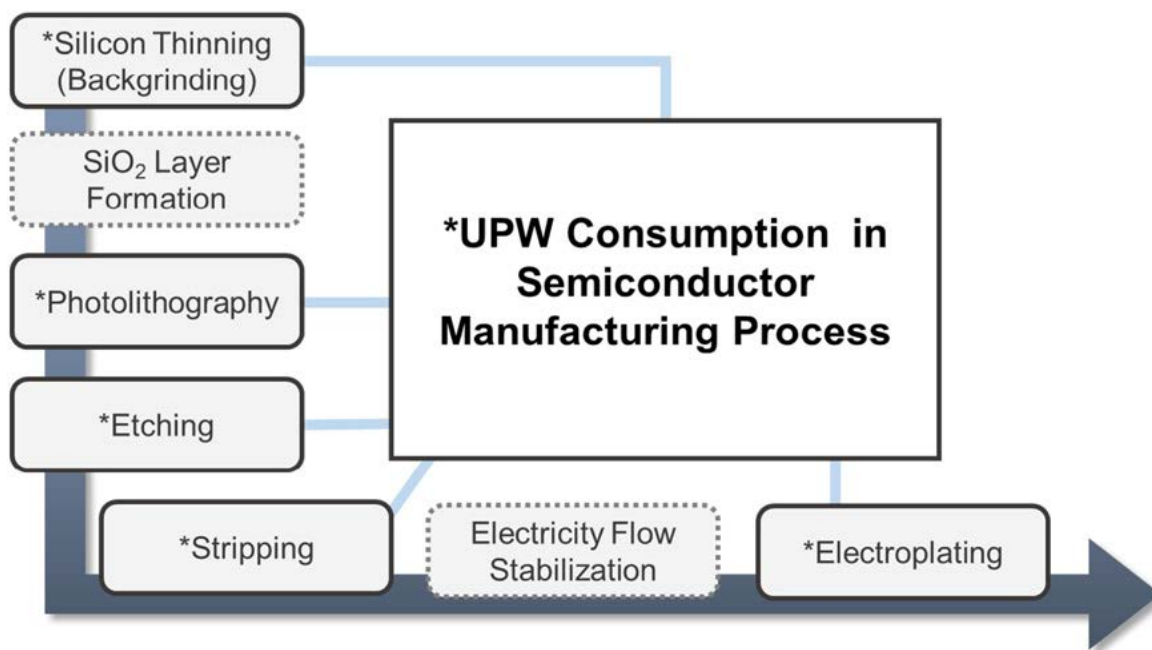 *Silicon Thinning
(Backgrinding)
SiO₂ Layer
Formation
*Photolithography
*Etching
*Stripping
Electricity Flow
Stabilization
*Electroplating
*UPW Consumption in
Semiconductor
Manufacturing Process